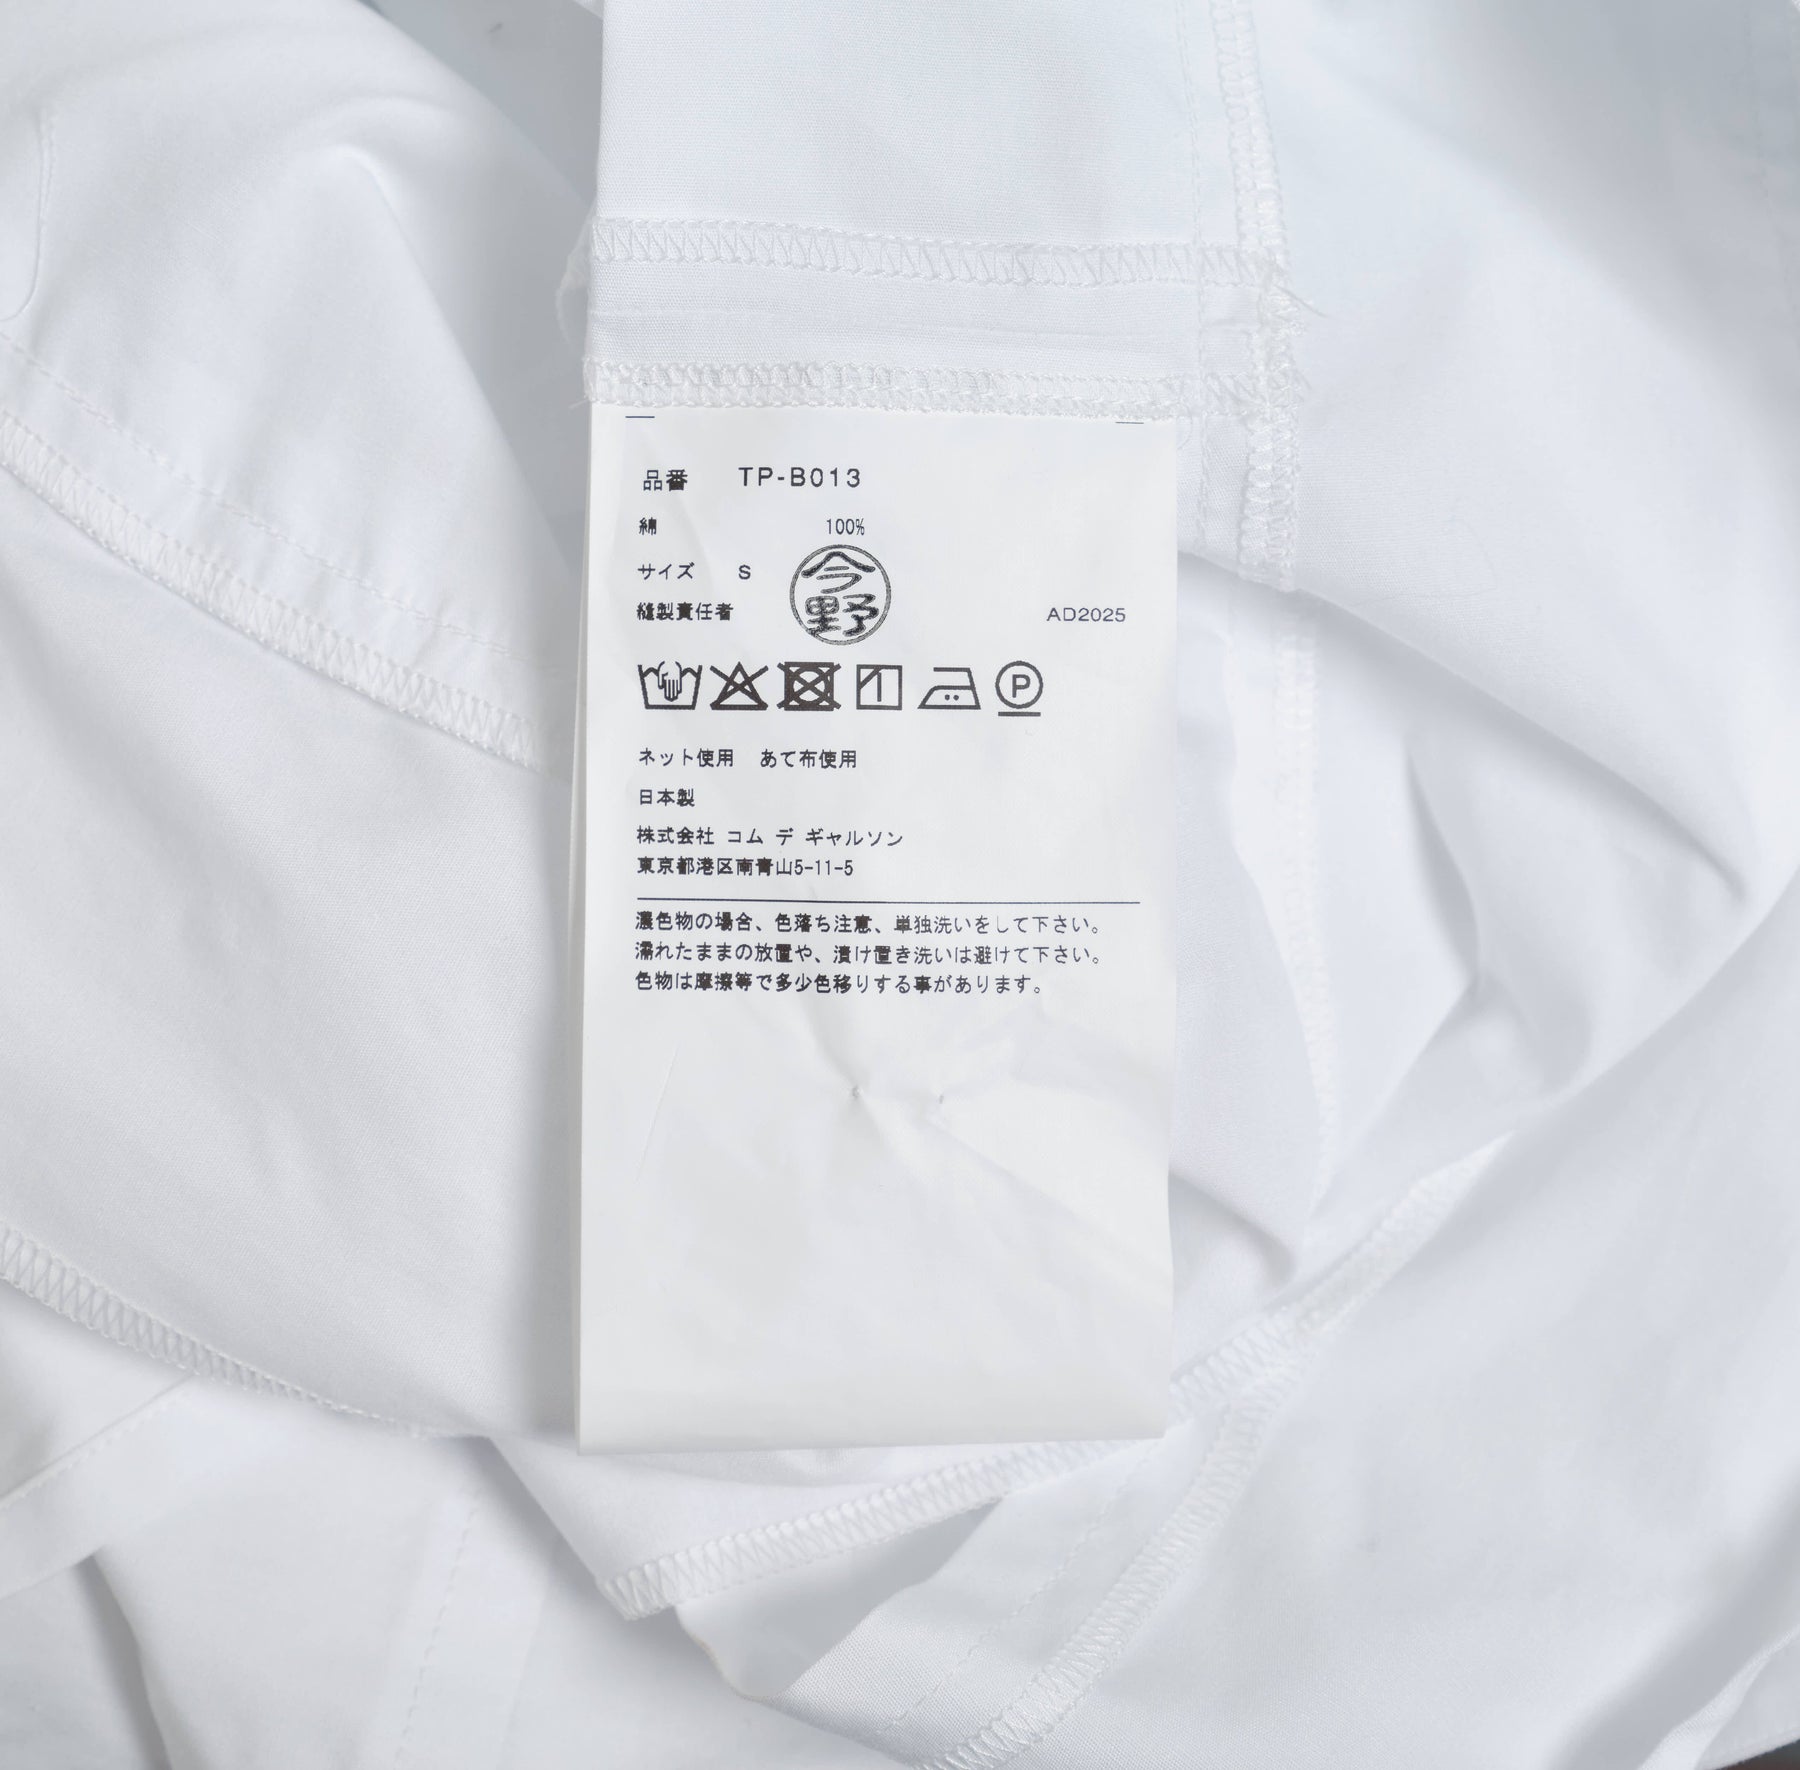 品番 TP-B013
綿 100%
サイズ S
今野
縫製責任者 AD2025
P
ネット使用 あて布使用
日本製
株式会社 コム デ ギャルソン
東京都港区南青山5-11-5
濃色物の場合、色落ち注意、単独洗いをして下さい。
濡れたままの放置や、漬け置き洗いは避けて下さい。
色物は摩擦等で多少色移りする事があります。